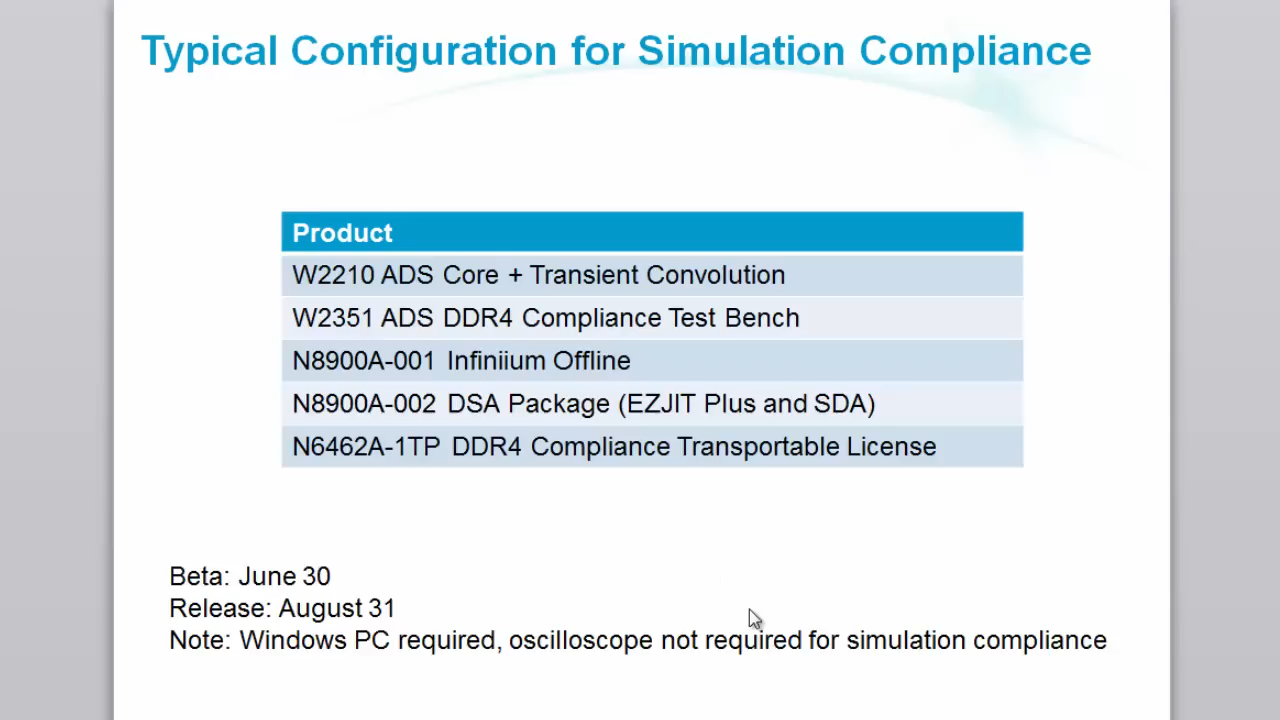 Typical Configuration for Simulation Compliance
Product
W2210 ADS Core + Transient Convolution
W2351 ADS DDR4 Compliance Test Bench
N8900A-001 Infiniium Offline
N8900A-002 DSA Package (EZJIT Plus and SDA)
N6462A-1TP DDR4 Compliance Transportable License
Beta: June 30
Release: August 31
Note: Windows PC required, oscilloscope not required for simulation compliance